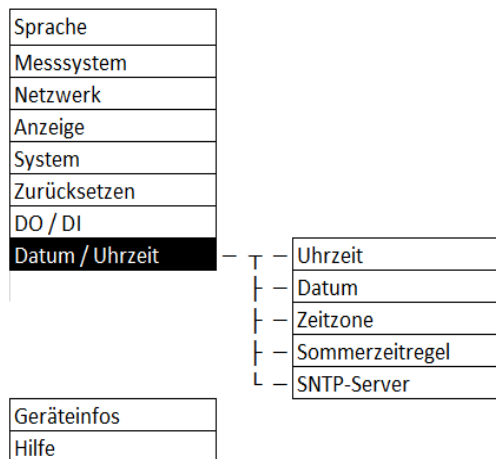 Sprache
Messsystem
Netzwerk
Anzeige
System
Zurücksetzen
DO / DI
Datum / Uhrzeit
Uhrzeit
Datum
Zeitzone
Sommerzeitregel
SNTP-Server
Geräteinfos
Hilfe